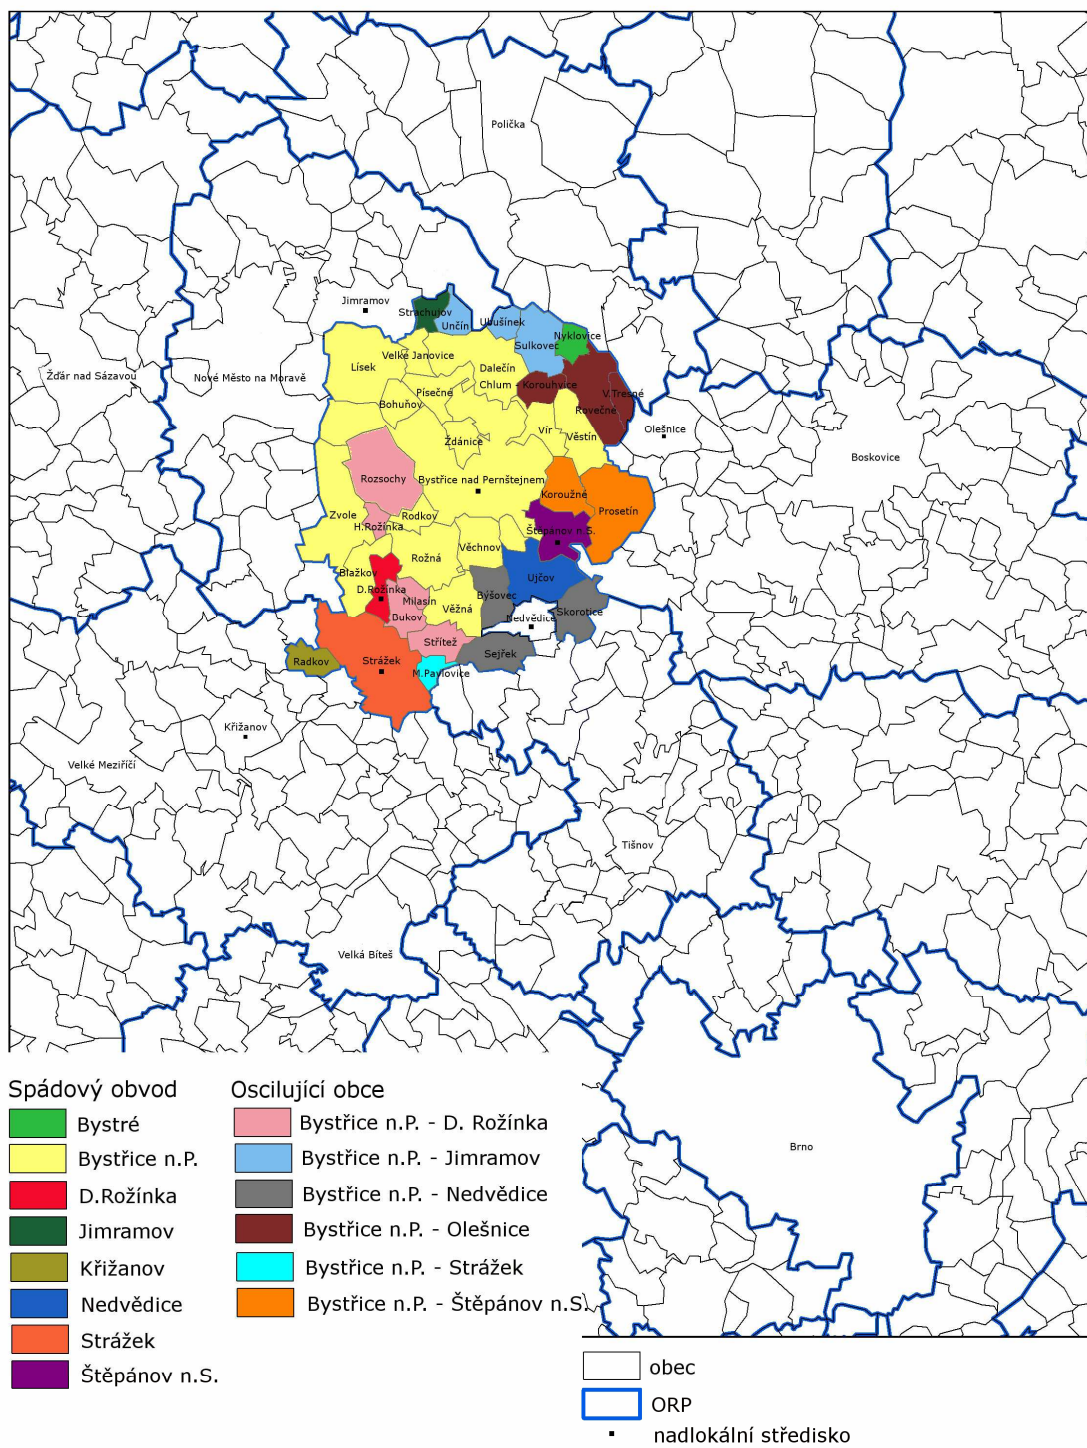 Polička
Jimramov
Strachujov
Unčín
Ubušínek
Sulkovec
Nyklovice
Velké Janovice
Lísek
Dalečín
Chlum - Korouhvice
Písečné
V.Tresné
Rovečné
Bohuňov
Žďár nad Sázavou
Nové Město na Moravě
Vír
Věstín
Ždánice
Olešnice
Boskovice
Rozsochy
Bystřice nad Pernštejnem
Koroužné
Prosetín
Zvole
H.Rožínka
Rodkov
Štěpánov n.S.
Věchnov
Rožná
Blažkov
D.Rožínka
Ujčov
Býšovec
Milasín
Bukov
Věžná
Nedvědice
Skorotice
Střítež
Sejřek
Radkov
Strážek
M.Pavlovice
Křižanov
Velké Meziříčí
Tišnov
Velká Bíteš
Brno
Spádový obvod
Bystré
Bystřice n.P.
D.Rožínka
Jimramov
Křižanov
Nedvědice
Strážek
Štěpánov n.S.
Oscilující obce
Bystřice n.P. - D. Rožínka
Bystřice n.P. - Jimramov
Bystřice n.P. - Nedvědice
Bystřice n.P. - Olešnice
Bystřice n.P. - Strážek
Bystřice n.P. - Štěpánov n.S.
obec
ORP
nadlokální středisko